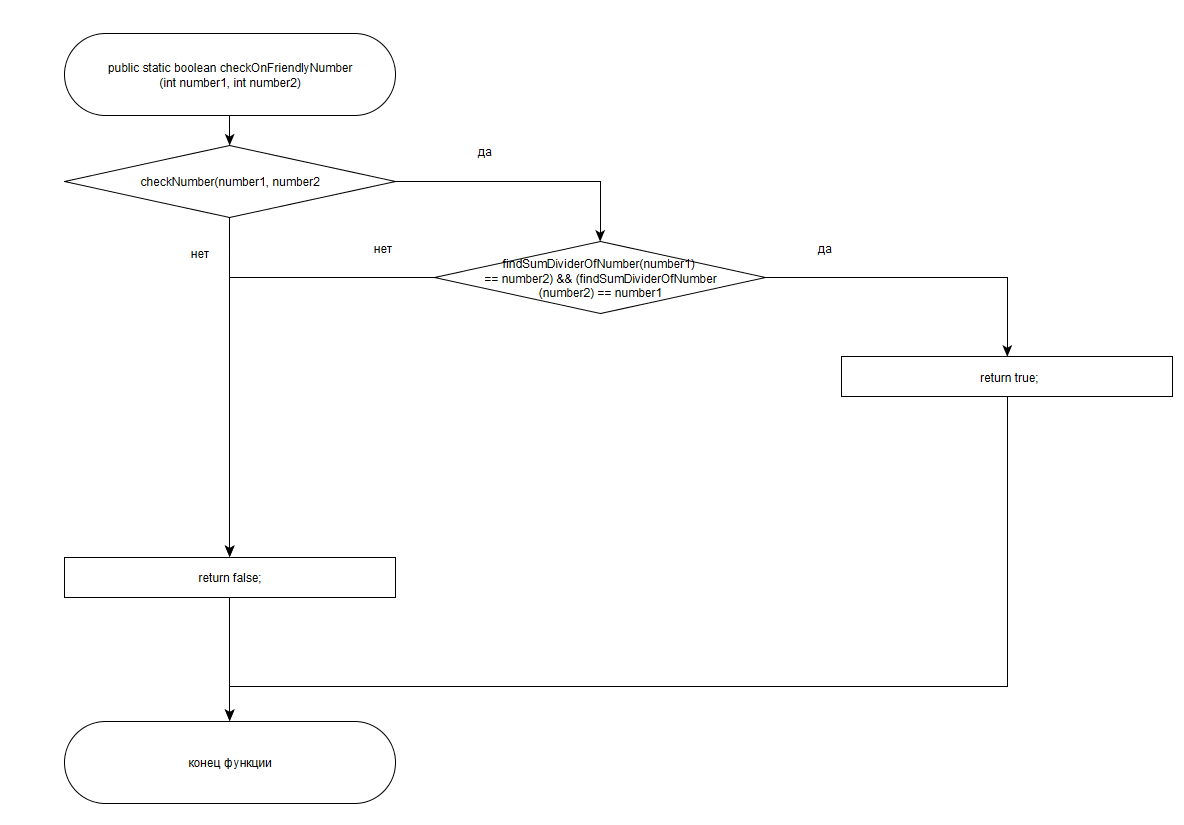 public static boolean checkOnFriendlyNumber
(int number1, int number2)
да
checkNumber(number1, number2
нет
нет
да
findSumDividerOfNumber(number1)
== number2) && (findSumDividerOfNumber
(number2) == number1
return true;
return false;
конец функции